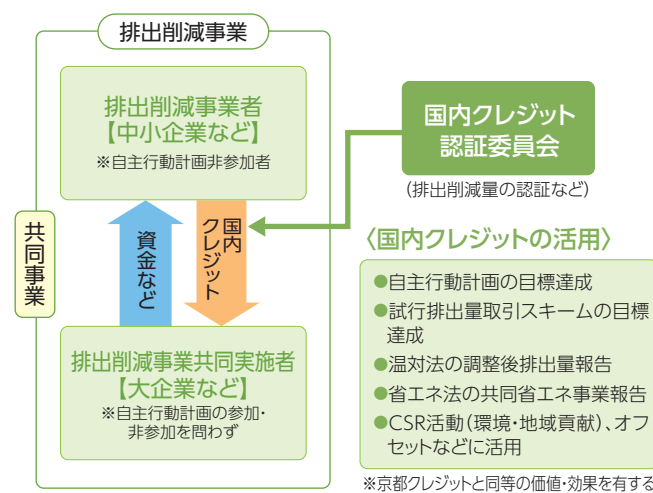 排出削減事業
排出削減事業者
【中小企業など】
※自主行動計画非参加者
共同事業
資金など
国内
クレジット
排出削減事業共同実施者
【大企業など】
※自主行動計画の参加・
非参加を問わず
国内クレジット
認証委員会
(排出削減量の認証など)
〈国内クレジットの活用〉
●自主行動計画の目標達成
●試行排出量取引スキームの目標
達成
●温対法の調整後排出量報告
●省エネ法の共同省エネ事業報告
●CSR活動(環境・地域貢献)、オフ
セットなどに活用
※京都クレジットと同等の価値・効果を有する